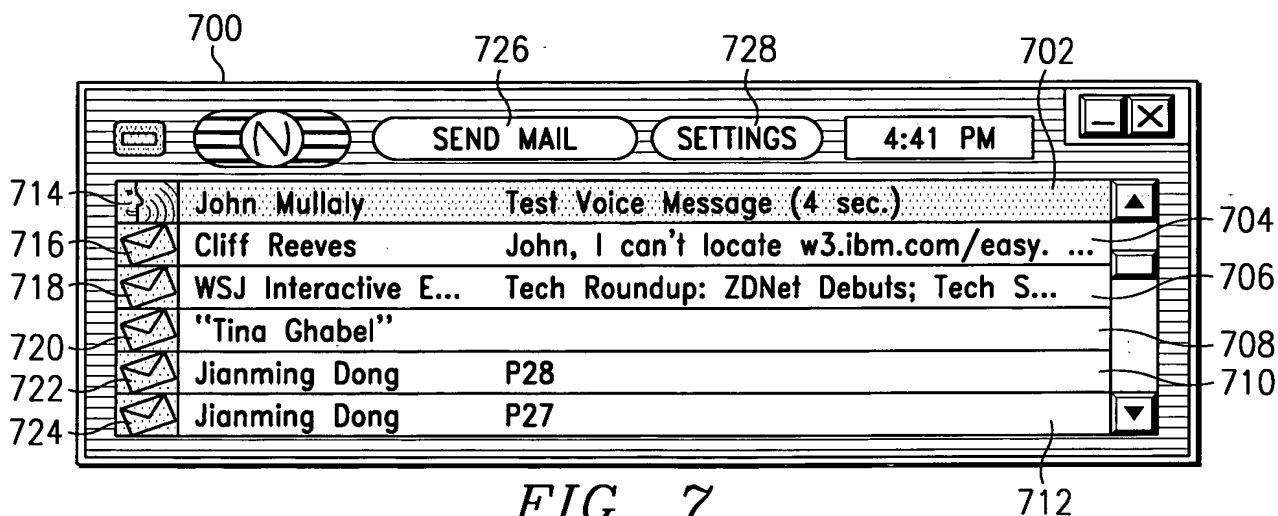 700
726
728
702
N
SEND MAIL
SETTINGS
4:41 PM
714
John Mullaly Test Voice Message (4 sec.)
704
716
Cliff Reeves John, I can't locate w3.ibm.com/easy. ...
718
WSJ Interactive E... Tech Roundup: ZDNet Debuts; Tech S...
706
720
"Tina Ghabel"
708
722
Jianming Dong P28
710
724
Jianming Dong P27
712
FIG. 7